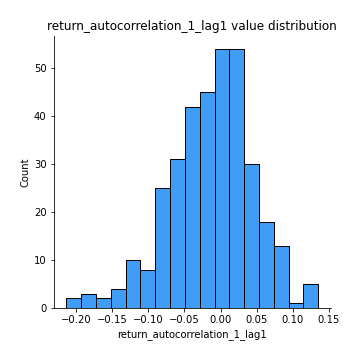 return_autocorrelation_1_lag1 value distribution
50
40
30
20
10
0
Count
−0.20 −0.15 −0.10 −0.05 0.00 0.05 0.10 0.15
return_autocorrelation_1_lag1